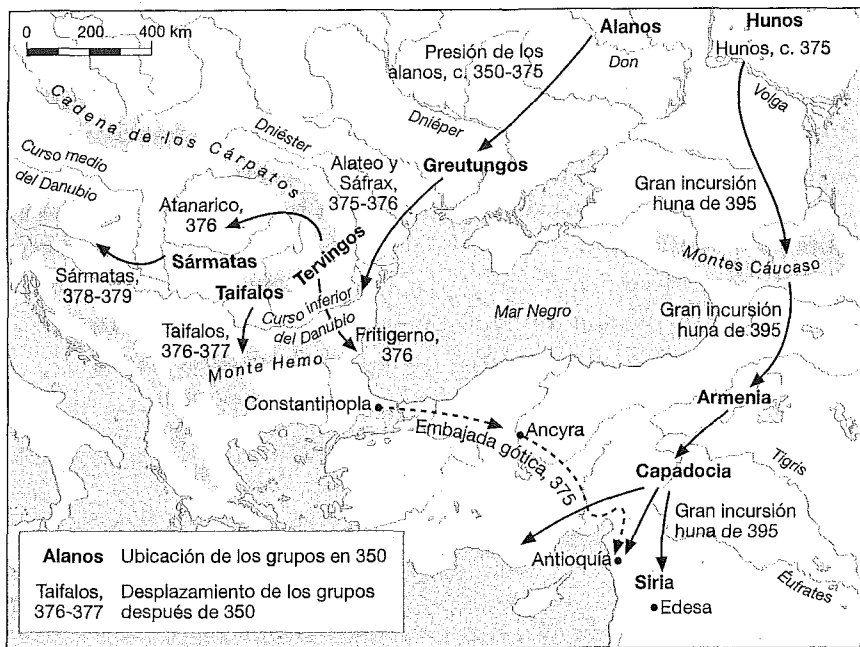 0 200 400 km
Alanos
Hunos
Hunos, c. 375
Presión de los
alanos, c. 350-375
Don
Volga
Cadena de los Cárpatos
Dniéster
Dniéper
Curso medio
del Danubio
Alateo y
Sáfrax,
375-376
Greutungos
Gran incursión
huna de 395
Atanarico,
376
Sármatas
Tervingos
Montes Cáucaso
Sármatas,
378-379
Taifalos
Curso inferior
del Danubio
Mar Negro
Gran incursión
huna de 395
Taifalos,
376-377
Monte Hemo
Fritigerno,
376
Armenia
Constantinopla
Ancyra
Embajada gótica, 375
Capadocia
Tigris
Gran incursión
huna de 395
Antioquía
Siria
Éufrates
Edesa
Alanos Ubicación de los grupos en 350
Taifalos, Desplazamiento de los grupos
376-377 después de 350